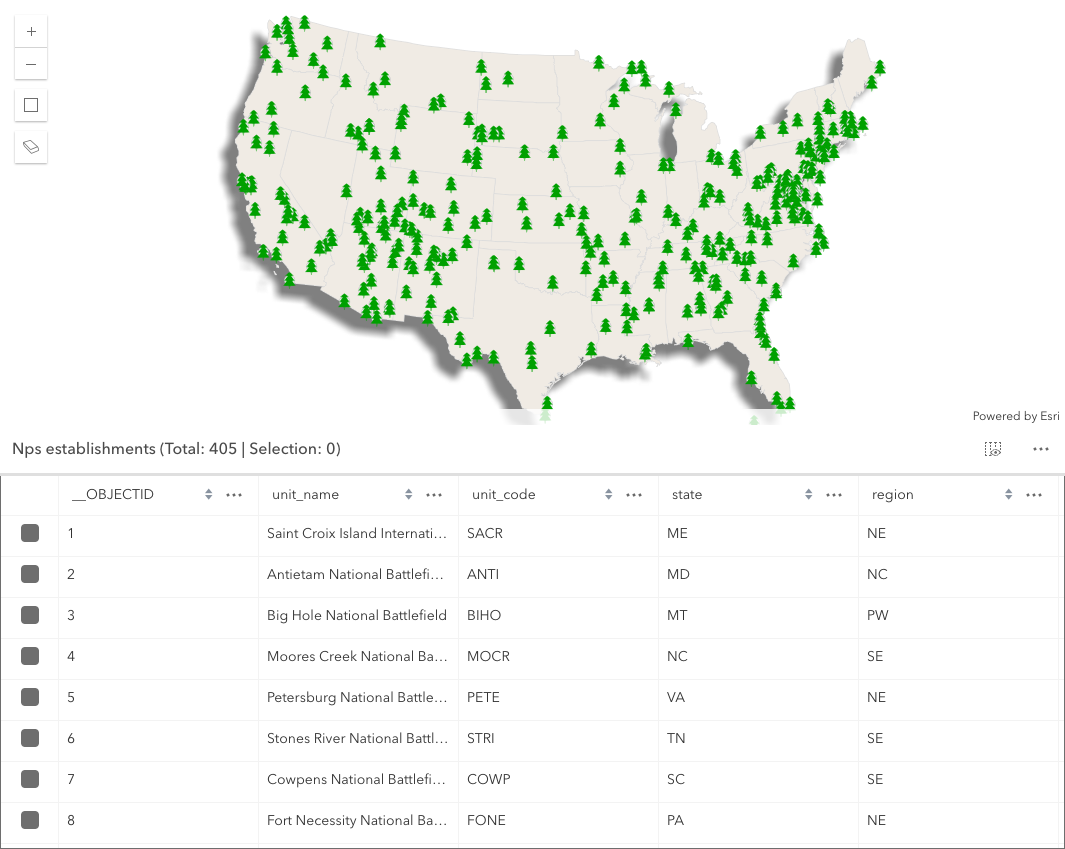 Powered by Esri
Nps establishments (Total: 405 | Selection: 0)
__OBJECTID unit_name unit_code state region
1 Saint Croix Island Internati... SACR ME NE
2 Antietam National Battlefi... ANTI MD NC
3 Big Hole National Battlefield BIHO MT PW
4 Moores Creek National Ba... MOCR NC SE
5 Petersburg National Battle... PETE VA NE
6 Stones River National Battl... STRI TN SE
7 Cowpens National Battlefi... COWP SC SE
8 Fort Necessity National Ba... FONE PA NE